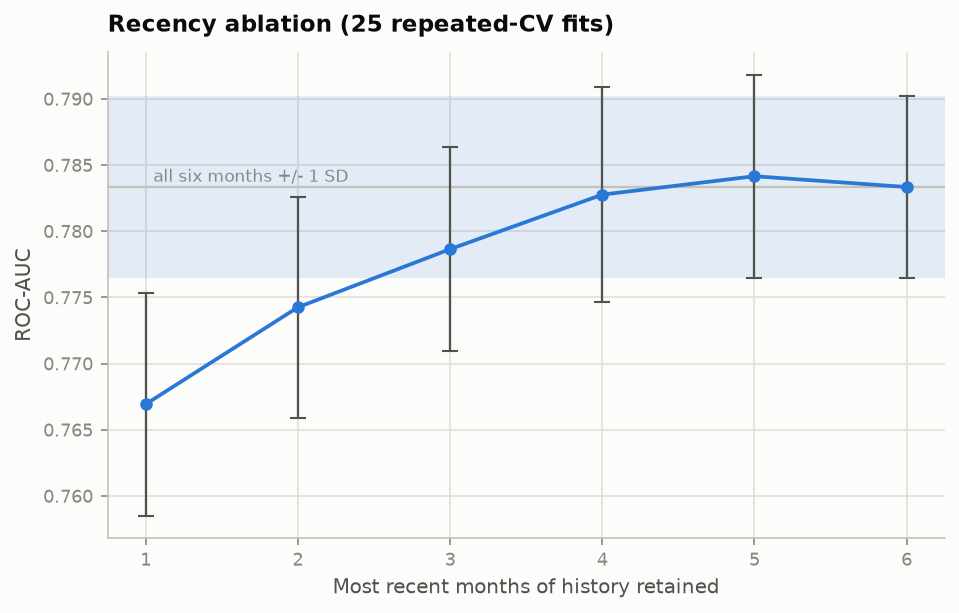 Recency ablation (25 repeated-CV fits)
0.790
0.785
0.780
0.775
0.770
0.765
0.760
ROC-AUC
all six months +/- 1 SD
1 2 3 4 5 6
Most recent months of history retained